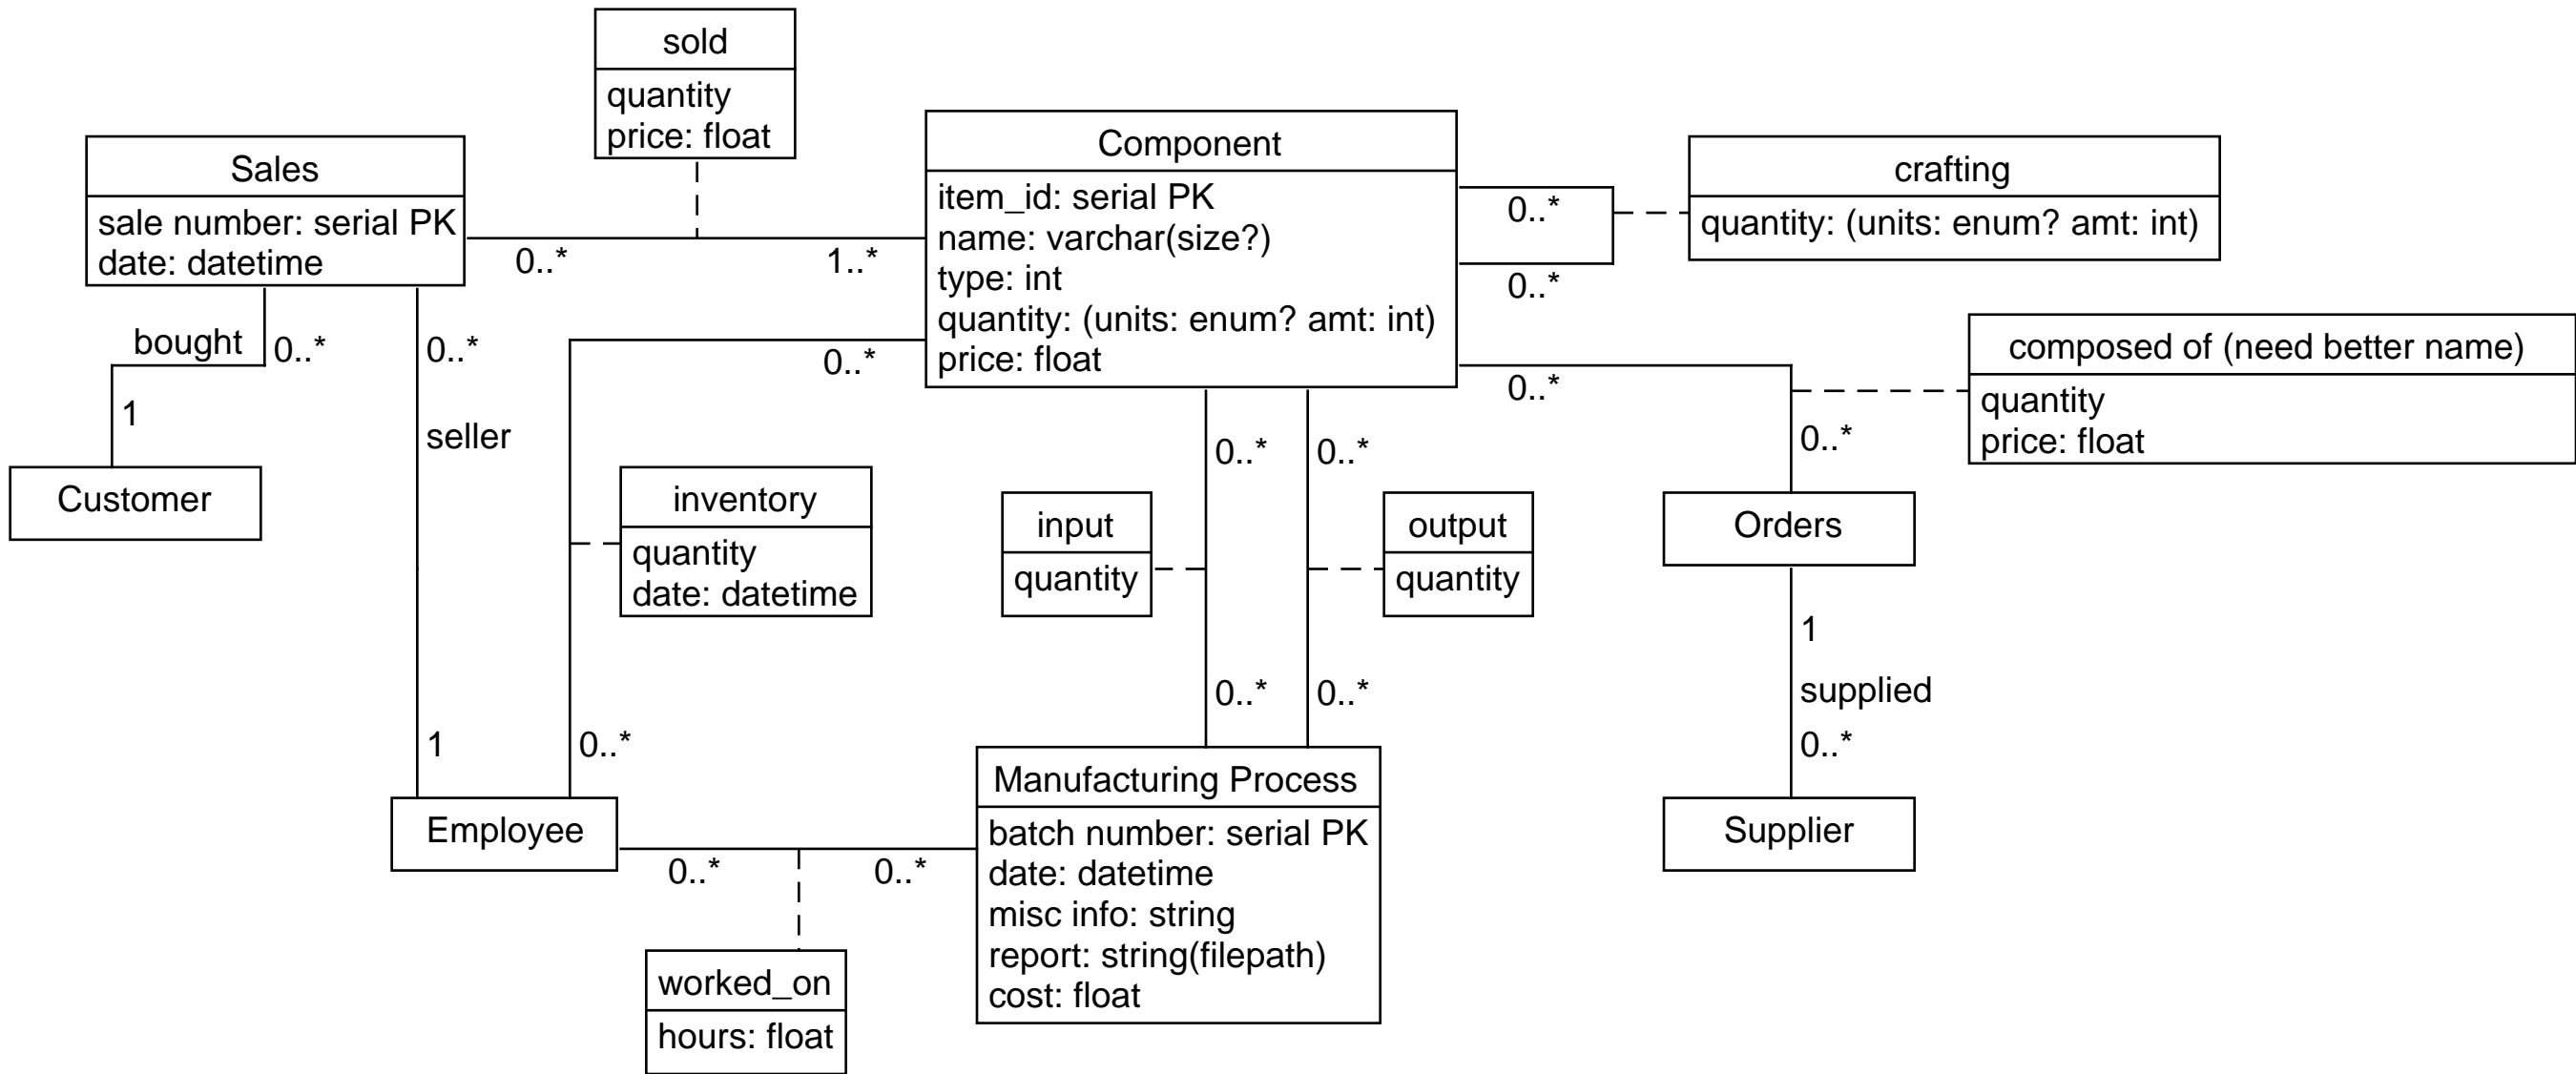 sold
quantity
price: float
Sales
sale number: serial PK
date: datetime
0..*
1..*
Component
item_id: serial PK
name: varchar(size?)
type: int
quantity: (units: enum? amt: int)
price: float
0..*
0..*
crafting
quantity: (units: enum? amt: int)
bought
0..*
0..*
0..*
0..*
composed of (need better name)
quantity
price: float
1
seller
0..*
0..*
0..*
Customer
inventory
quantity
date: datetime
input
quantity
output
quantity
Orders
1
supplied
0..*
0..*
0..*
1
0..*
Employee
0..*
0..*
Manufacturing Process
batch number: serial PK
date: datetime
misc info: string
report: string(filepath)
cost: float
Supplier
worked_on
hours: float